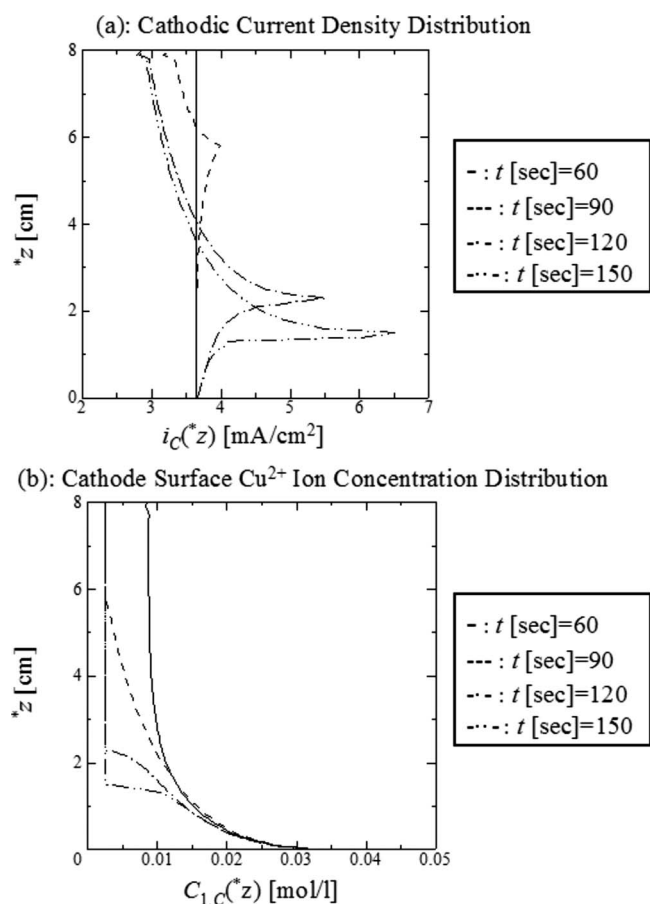 (a): Cathodic Current Density Distribution
8
6
4
2
0
*z [cm]
2 3 4 5 6 7
i_C(*z) [mA/cm²]
- : t [sec]=60
--- : t [sec]=90
-·- : t [sec]=120
-··- : t [sec]=150
(b): Cathode Surface Cu²⁺ Ion Concentration Distribution
8
6
4
2
0
*z [cm]
0 0.01 0.02 0.03 0.04 0.05
C_{1,C}(*z) [mol/l]
- : t [sec]=60
--- : t [sec]=90
-·- : t [sec]=120
-··- : t [sec]=150